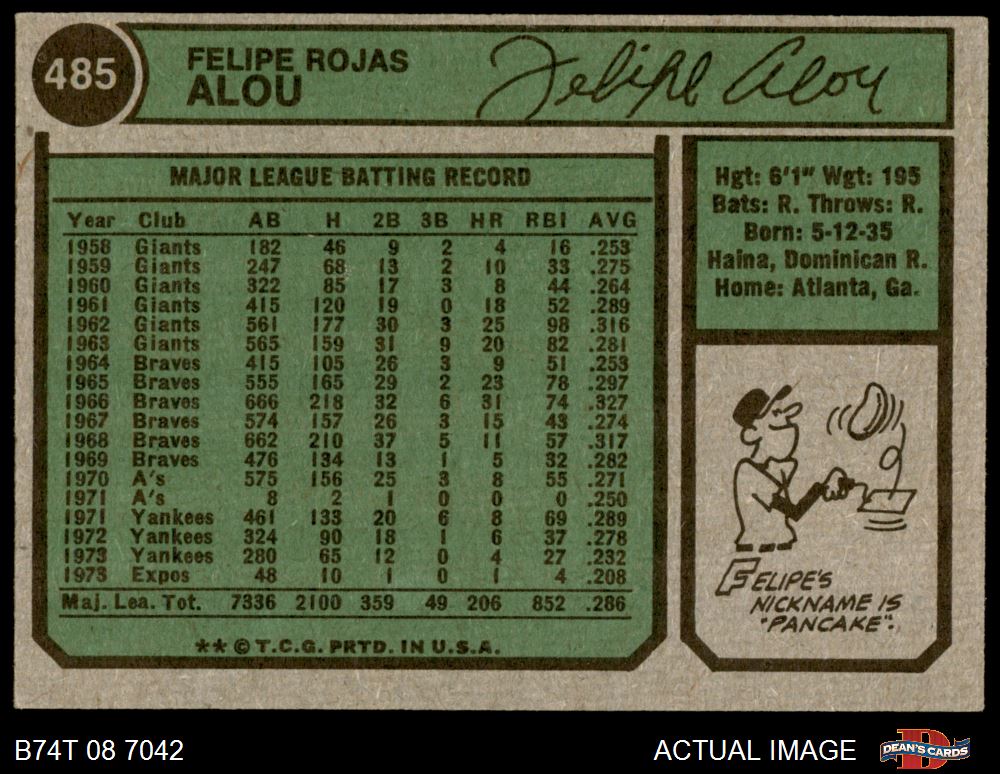 485
FELIPE ROJAS
ALOU
Felipe Alou
MAJOR LEAGUE BATTING RECORD
Year Club AB H 2B 3B HR RBI AVG
1958 Giants 182 46 9 2 4 16 .253
1959 Giants 247 68 13 2 10 33 .275
1960 Giants 322 85 17 3 8 44 .264
1961 Giants 415 120 19 0 18 52 .289
1962 Giants 561 177 30 3 25 98 .316
1963 Giants 565 159 31 9 20 82 .281
1964 Braves 415 105 26 3 9 51 .253
1965 Braves 555 165 29 2 23 78 .297
1966 Braves 666 218 32 6 31 74 .327
1967 Braves 574 157 26 3 15 43 .274
1968 Braves 662 210 37 5 11 57 .317
1969 Braves 476 134 13 1 5 32 .282
1970 A's 575 156 25 3 8 55 .271
1971 A's 8 2 1 0 0 0 .250
1971 Yankees 461 133 20 6 8 69 .289
1972 Yankees 324 90 18 1 6 37 .278
1973 Yankees 280 65 12 0 4 27 .232
1973 Expos 48 10 1 0 1 4 .208
Maj. Lea. Tot. 7336 2100 359 49 206 852 .286
** © T.C.G. PRTD. IN U.S.A.
Hgt: 6'1" Wgt: 195
Bats: R. Throws: R.
Born: 5-12-35
Haina, Dominican R.
Home: Atlanta, Ga.
FELIPE'S
NICKNAME IS
"PANCAKE".
B74T 08 7042
ACTUAL IMAGE
DEAN'S CARDS